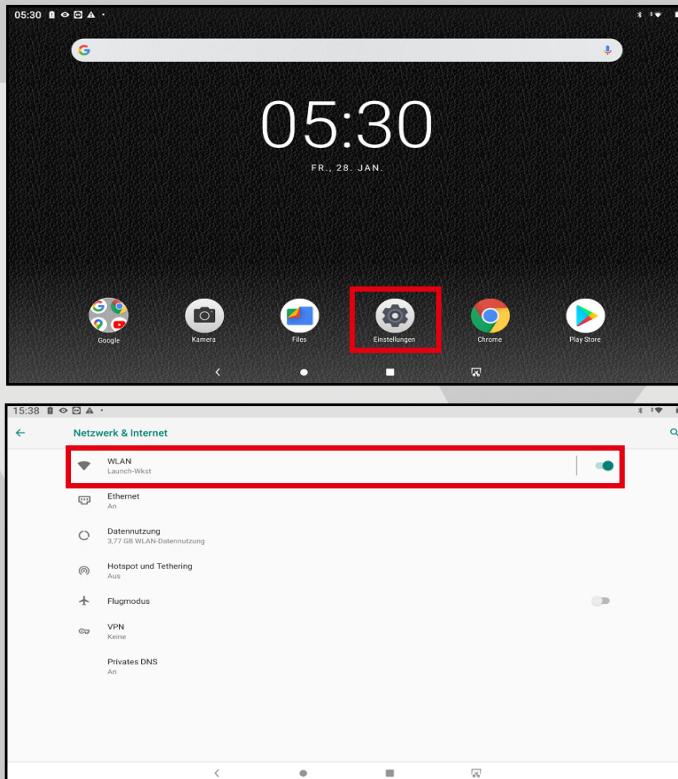 05:30
05:30
FR., 28. JAN.
Google
Kamera
Files
Einstellungen
Chrome
Play Store
15:38
Netzwerk & Internet
WLAN
Launch-Wkst
Ethernet
An
Datennutzung
3,77 GB WLAN-Datennutzung
Hotspot und Tethering
Aus
Flugmodus
VPN
Keine
Privates DNS
An